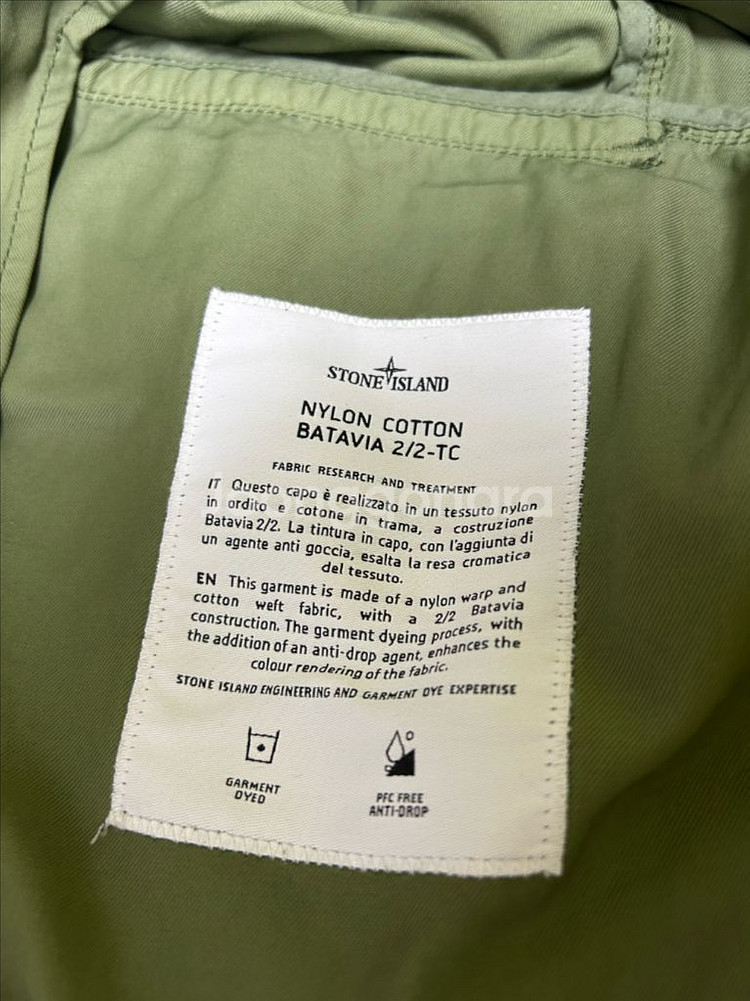 STONE ISLAND
NYLON COTTON
BATAVIA 2/2-TC
FABRIC RESEARCH AND TREATMENT
IT Questo capo è realizzato in un tessuto nylon
in ordito e cotone in trama, a costruzione
Batavia 2/2. La tintura in capo, con l'aggiunta di
un agente anti goccia, esalta la resa cromatica
del tessuto.
EN This garment is made of a nylon warp and
cotton weft fabric, with a 2/2 Batavia
construction. The garment dyeing process, with
the addition of an anti-drop agent, enhances the
colour rendering of the fabric.
STONE ISLAND ENGINEERING AND GARMENT DYE EXPERTISE
GARMENT
DYED
PFC FREE
ANTI-DROP